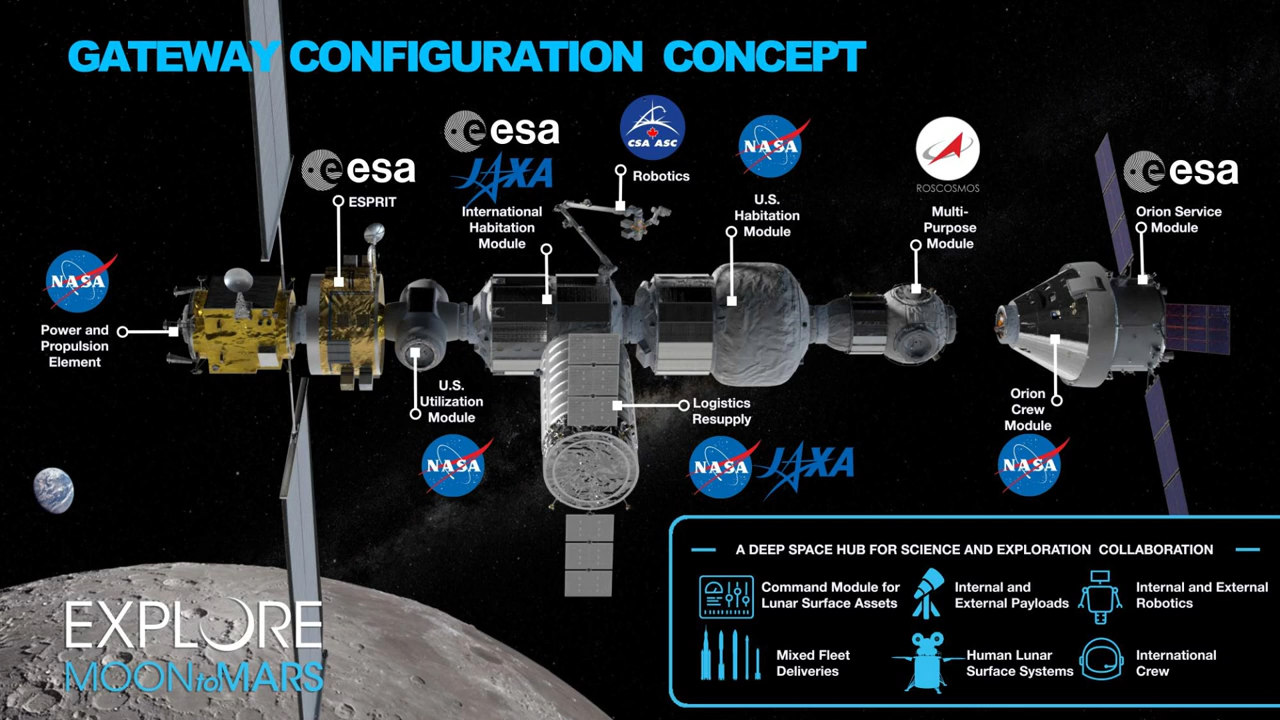 GATEWAY CONFIGURATION CONCEPT
esa
ESPRIT
esa
JAXA
International
Habitation
Module
CSA ASC
Robotics
NASA
U.S.
Habitation
Module
ROSCOSMOS
Multi-
Purpose
Module
esa
Orion Service
Module
NASA
Power and
Propulsion
Element
U.S.
Utilization
Module
NASA
Logistics
Resupply
NASA
JAXA
Orion
Crew
Module
NASA
A DEEP SPACE HUB FOR SCIENCE AND EXPLORATION COLLABORATION
Command Module for
Lunar Surface Assets
Internal and
External Payloads
Internal and External
Robotics
Mixed Fleet
Deliveries
Human Lunar
Surface Systems
International
Crew
EXPLORE
MOONtoMARS